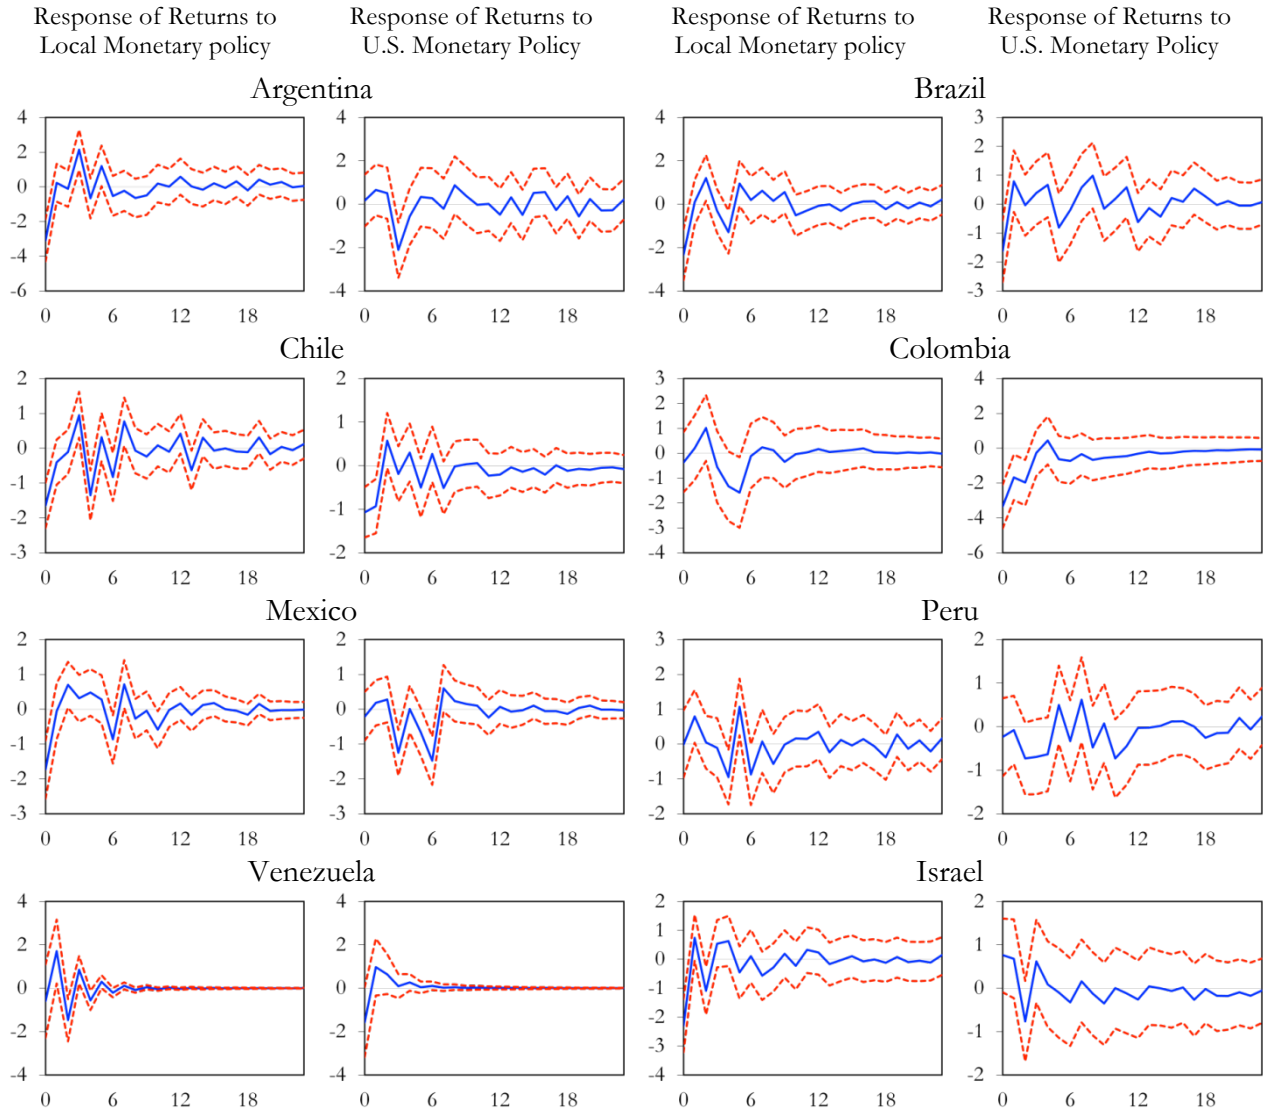 Response of Returns to Local Monetary policy
Response of Returns to U.S. Monetary Policy
Response of Returns to Local Monetary policy
Response of Returns to U.S. Monetary Policy
Argentina
Brazil
4 2 0 -2 -4 -6
4 2 0 -2 -4
4 2 0 -2 -4
3 2 1 0 -1 -2 -3
0 6 12 18
0 6 12 18
0 6 12 18
0 6 12 18
Chile
Colombia
2 1 0 -1 -2 -3
2 1 0 -1 -2
3 2 1 0 -1 -2 -3 -4
4 2 0 -2 -4 -6
0 6 12 18
0 6 12 18
0 6 12 18
0 6 12 18
Mexico
Peru
2 1 0 -1 -2 -3
2 1 0 -1 -2 -3
3 2 1 0 -1 -2
2 1 0 -1 -2
0 6 12 18
0 6 12 18
0 6 12 18
0 6 12 18
Venezuela
Israel
4 2 0 -2 -4
4 2 0 -2 -4
2 1 0 -1 -2 -3 -4
2 1 0 -1 -2
0 6 12 18
0 6 12 18
0 6 12 18
0 6 12 18